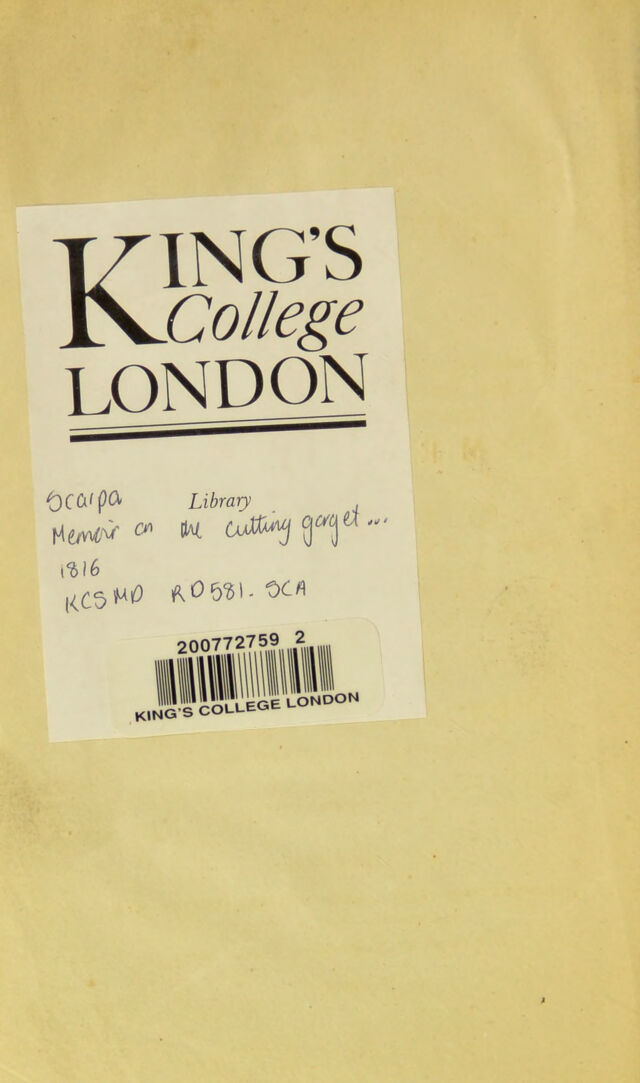 KING'S
College
LONDON
Scarpa Library
Memoir on the cutting gorget...
1816
KCSMD RD581. SCA
200772759 2
KING'S COLLEGE LONDON